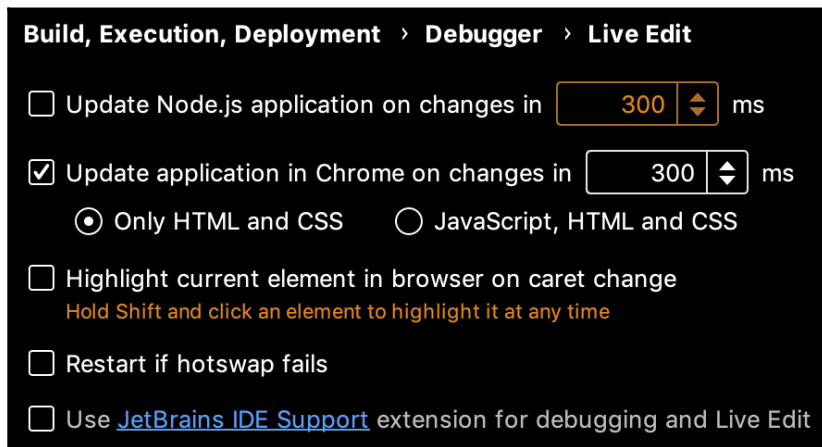 Build, Execution, Deployment › Debugger › Live Edit
Update Node.js application on changes in 300 ms
Update application in Chrome on changes in 300 ms
Only HTML and CSS JavaScript, HTML and CSS
Highlight current element in browser on caret change
Hold Shift and click an element to highlight it at any time
Restart if hotswap fails
Use JetBrains IDE Support extension for debugging and Live Edit